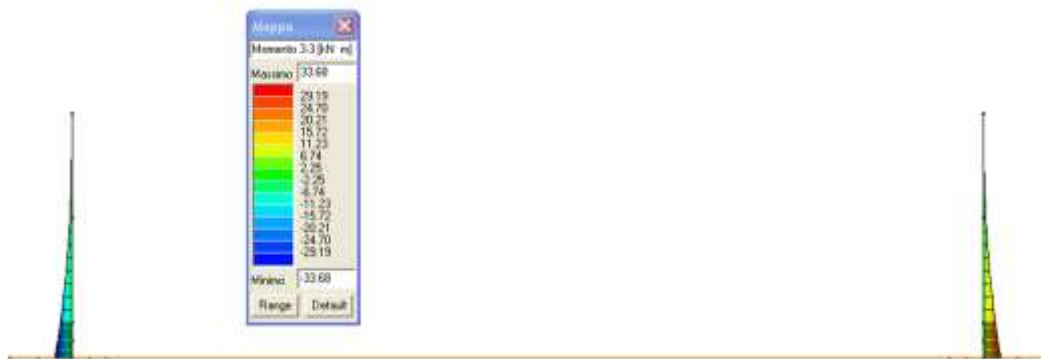 Mappa
Momento 3-3 [kN m]
Massimo 33.68
29.19
24.70
20.21
15.72
11.23
6.74
2.25
-2.25
-6.74
-11.23
-15.72
-20.21
-24.70
-29.19
Minimo -33.68
Range Default